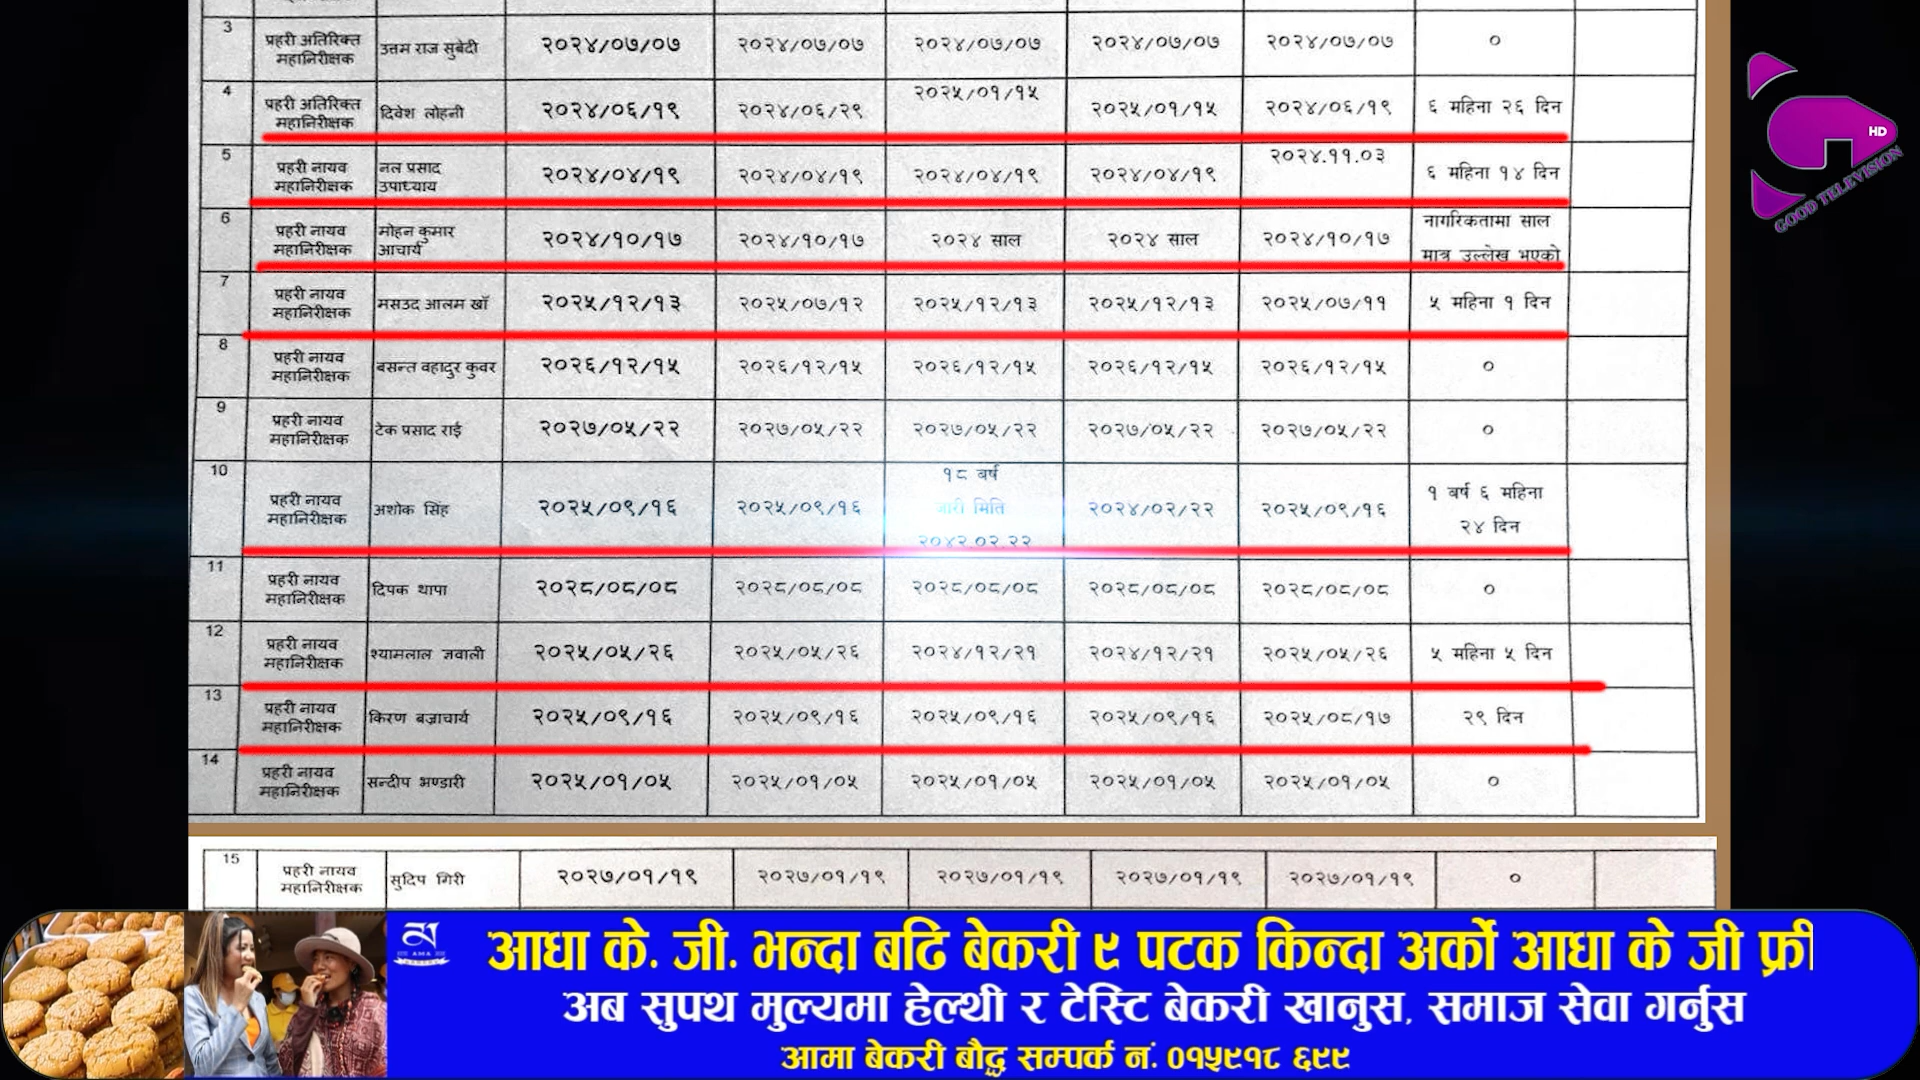 3 प्रहरी अतिरिक्त महानिरीक्षक उत्तम राज सुबेदी २०२४/०७/०७ २०२४/०७/०७ २०२४/०७/०७ २०२४/०७/०७ २०२४/०७/०७ ०
4 प्रहरी अतिरिक्त महानिरीक्षक दिवेश लोहनी २०२४/०६/१९ २०२४/०६/२९ २०२५/०१/१५ २०२५/०१/१५ २०२४/०६/१९ ६ महिना २६ दिन
5 प्रहरी नायव महानिरीक्षक नल प्रसाद उपाध्याय २०२४/०४/१९ २०२४/०४/१९ २०२४/०४/१९ २०२४/०४/१९ २०२४.११.०३ ६ महिना १४ दिन
6 प्रहरी नायव महानिरीक्षक मोहन कुमार आचार्य २०२४/१०/१७ २०२४/१०/१७ २०२४ साल २०२४ साल २०२४/१०/१७ नागरिकतामा साल मात्र उल्लेख भएको
7 प्रहरी नायव महानिरीक्षक मसउद आलम खाँ २०२५/१२/१३ २०२५/०७/१२ २०२५/१२/१३ २०२५/१२/१३ २०२५/०७/११ ५ महिना १ दिन
8 प्रहरी नायव महानिरीक्षक बसन्त वहादुर कुवर २०२६/१२/१५ २०२६/१२/१५ २०२६/१२/१५ २०२६/१२/१५ २०२६/१२/१५ ०
9 प्रहरी नायव महानिरीक्षक टेक प्रसाद राई २०२७/०५/२२ २०२७/०५/२२ २०२७/०५/२२ २०२७/०५/२२ २०२७/०५/२२ ०
10 प्रहरी नायव महानिरीक्षक अशोक सिंह २०२५/०९/१६ २०२५/०९/१६ १८ बर्ष जारी मिति २०४२.०२.२२ २०२४/०२/२२ २०२५/०९/१६ १ बर्ष ६ महिना २४ दिन
11 प्रहरी नायव महानिरीक्षक दिपक थापा २०२८/०८/०८ २०२८/०८/०८ २०२८/०८/०८ २०२८/०८/०८ २०२८/०८/०८ ०
12 प्रहरी नायव महानिरीक्षक श्यामलाल ज्ञवाली २०२५/०५/२६ २०२५/०५/२६ २०२४/१२/२१ २०२४/१२/२१ २०२५/०५/२६ ५ महिना ५ दिन
13 प्रहरी नायव महानिरीक्षक किरण बज्राचार्य २०२५/०९/१६ २०२५/०९/१६ २०२५/०९/१६ २०२५/०९/१६ २०२५/०८/१७ २९ दिन
14 प्रहरी नायव महानिरीक्षक सन्दीप भण्डारी २०२५/०१/०५ २०२५/०१/०५ २०२५/०१/०५ २०२५/०१/०५ २०२५/०१/०५ ०
15 प्रहरी नायव महानिरीक्षक सुदिप गिरी २०२७/०१/१९ २०२७/०१/१९ २०२७/०१/१९ २०२७/०१/१९ २०२७/०१/१९ ०
HD
GOOD TELEVISION
AMA
आधा के. जी. भन्दा बढि बेकरी ९ पटक किन्दा अर्को आधा के जी फ्री
अब सुपथ मुल्यमा हेल्थी र टेस्टि बेकरी खानुस, समाज सेवा गर्नुस
आमा बेकरी बौद्ध सम्पर्क नं. ०१५९१८ ६९९